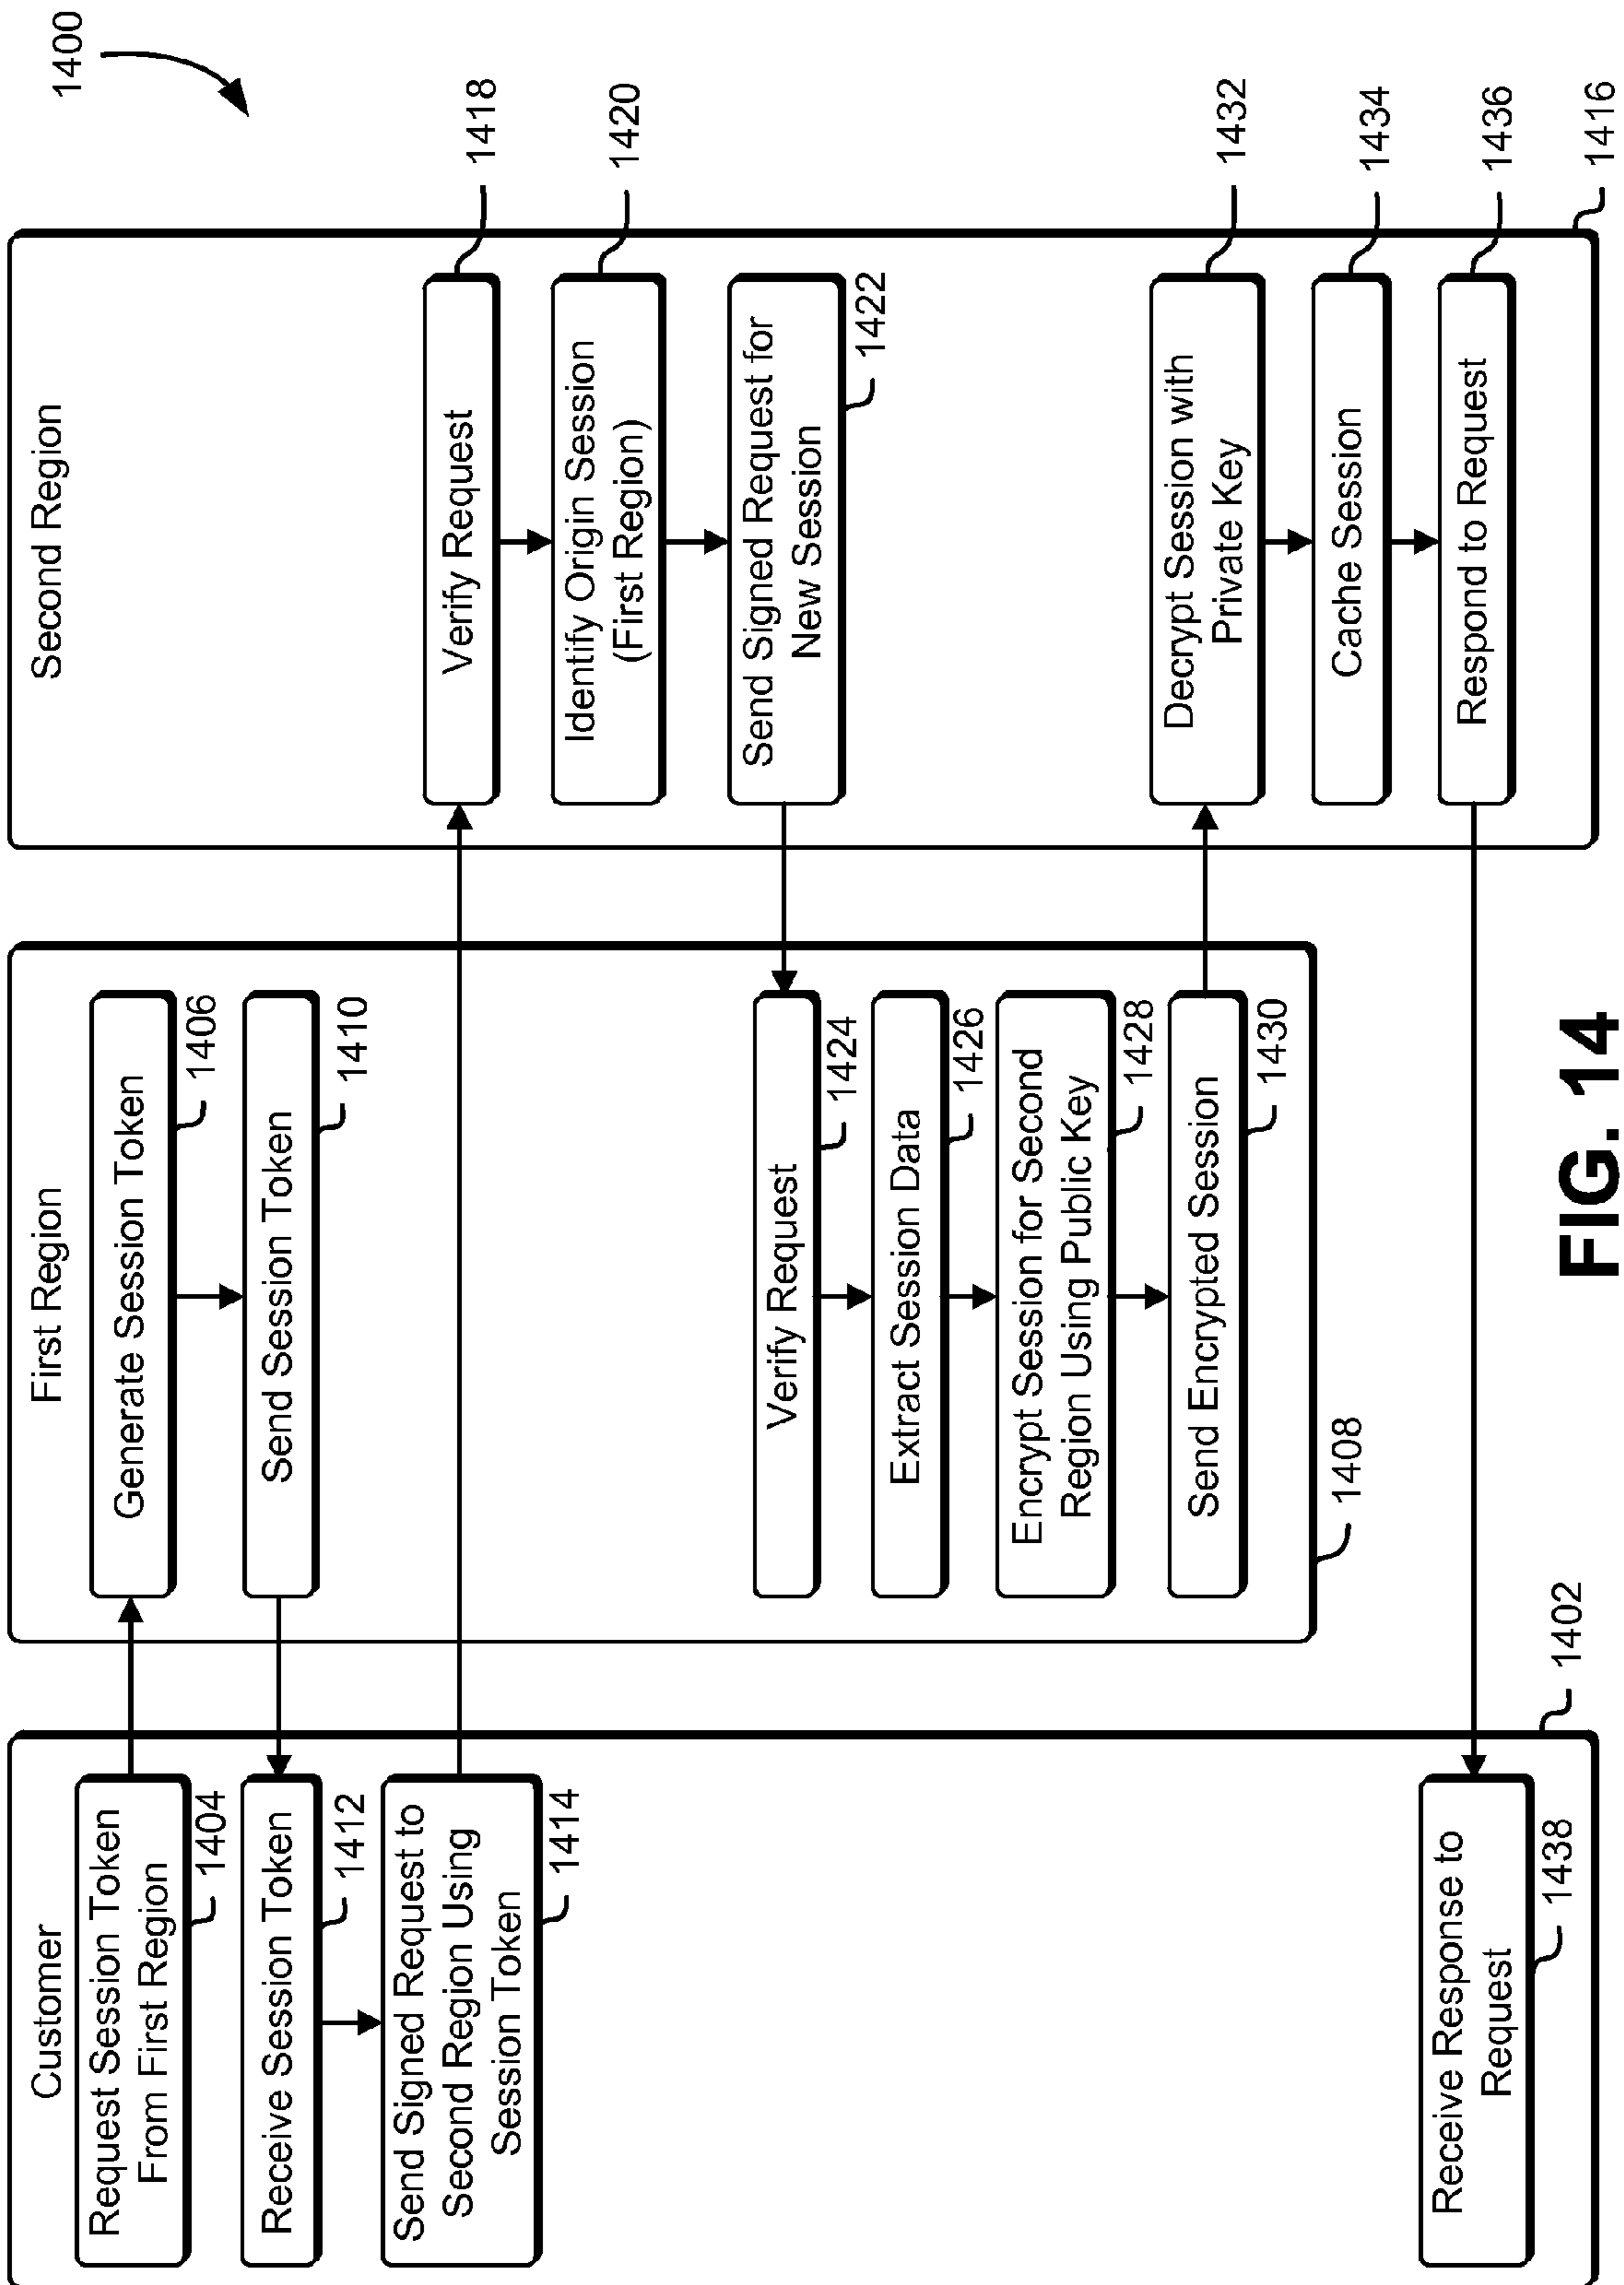 1400
Customer
Request Session Token
From First Region
1404
Receive Session Token
1412
Send Signed Request to
Second Region Using
Session Token
1414
Receive Response to
Request
1438
1402
First Region
Generate Session Token
1406
Send Session Token
1410
Verify Request
1424
Extract Session Data
1426
Encrypt Session for Second
Region Using Public Key
1428
Send Encrypted Session
1430
1408
Second Region
Verify Request
1418
Identify Origin Session
(First Region)
1420
Send Signed Request for
New Session
1422
Decrypt Session with
Private Key
1432
Cache Session
1434
Respond to Request
1436
1416
FIG. 14